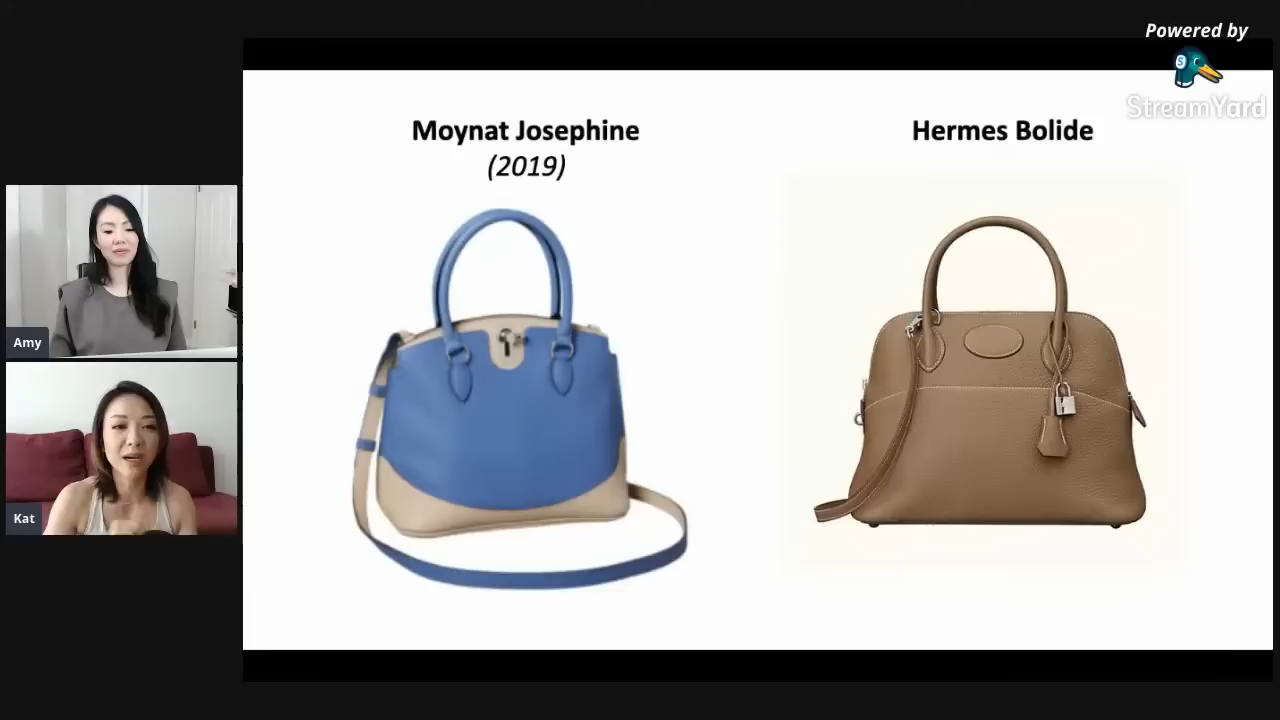 Powered by
StreamYard
Moynat Josephine
(2019)
Hermes Bolide
Amy
Kat